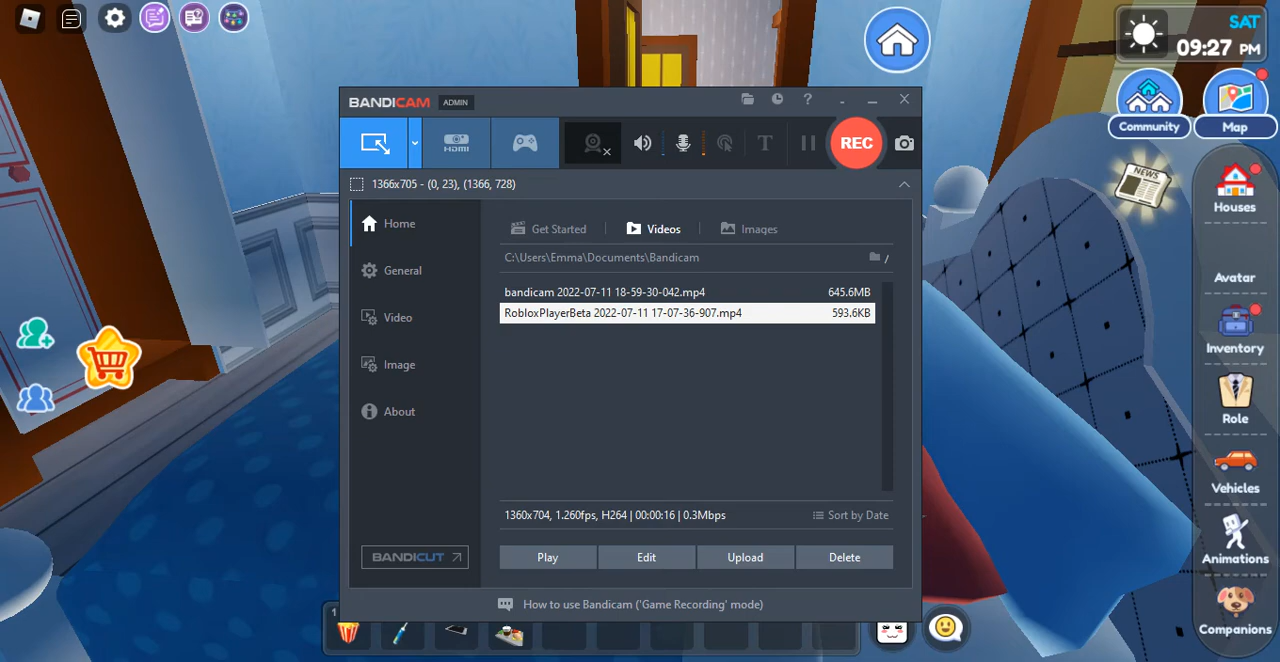 SAT
09:27 PM
BANDICAM ADMIN
?
HDMI
T
REC
Community
Map
1366x705 - (0, 23), (1366, 728)
NEWS
Houses
Home
Get Started
Videos
Images
C:\Users\Emma\Documents\Bandicam
General
Avatar
bandicam 2022-07-11 18-59-30-042.mp4 645.6MB
RobloxPlayerBeta 2022-07-11 17-07-36-907.mp4 593.6KB
Video
Inventory
Image
About
Role
Vehicles
1360x704, 1.260fps, H264 | 00:00:16 | 0.3Mbps
Sort by Date
BANDICUT
Play
Edit
Upload
Delete
Animations
How to use Bandicam ('Game Recording' mode)
1
Companions